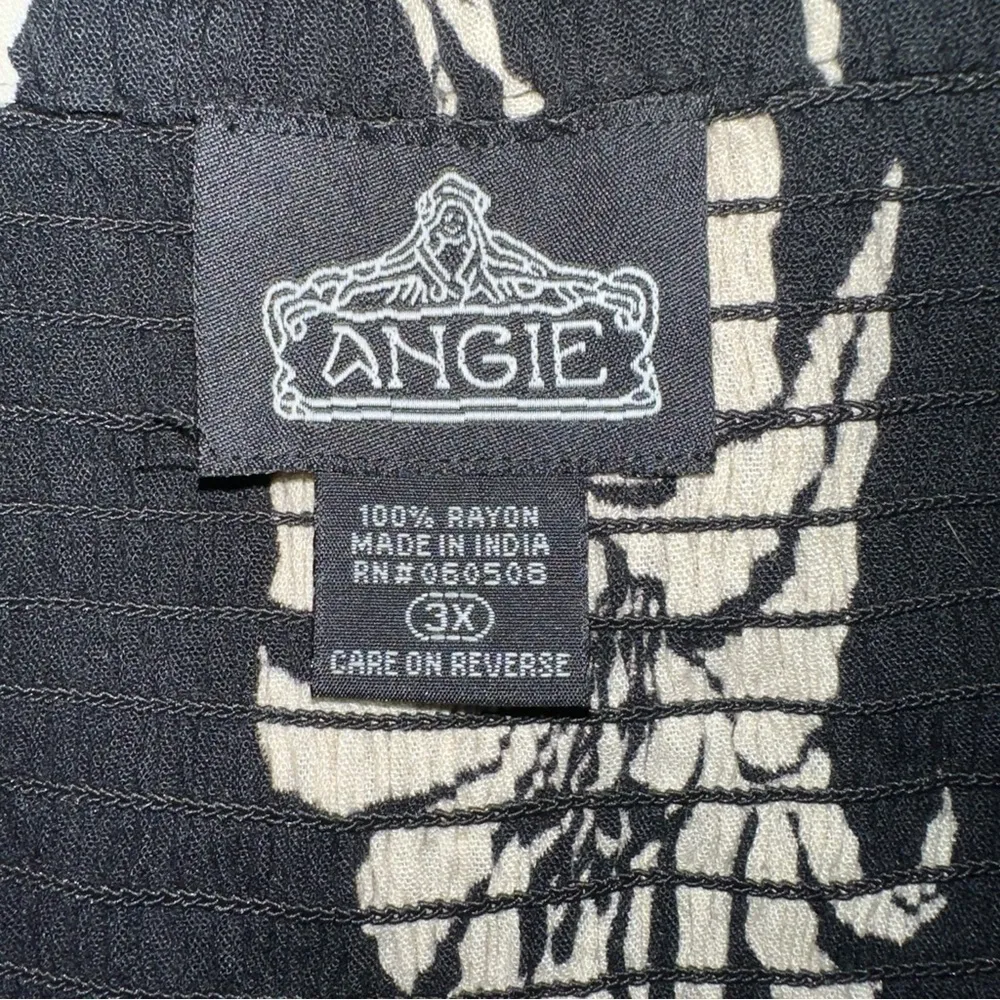 ANGIE
100% RAYON
MADE IN INDIA
RN# 060508
3X
CARE ON REVERSE